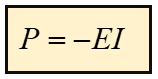 P = −EI